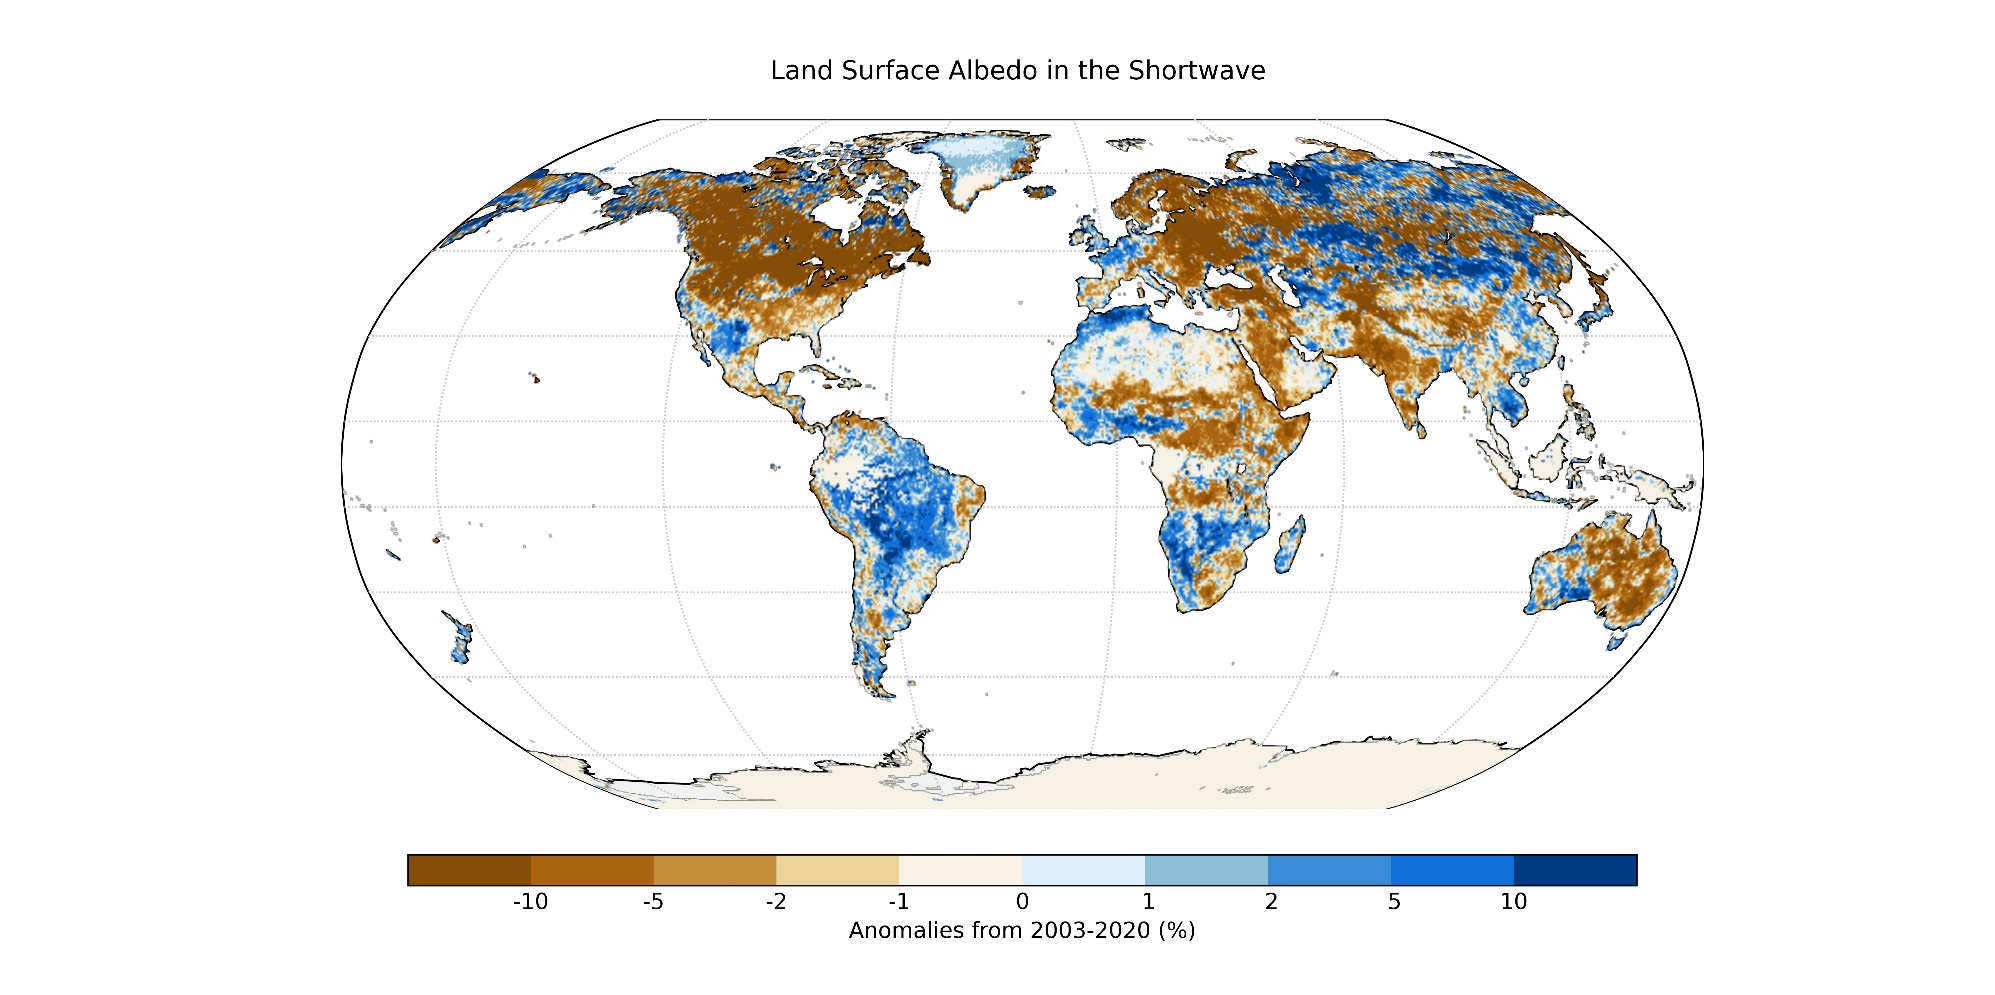 Land Surface Albedo in the Shortwave
-10 -5 -2 -1 0 1 2 5 10
Anomalies from 2003-2020 (%)